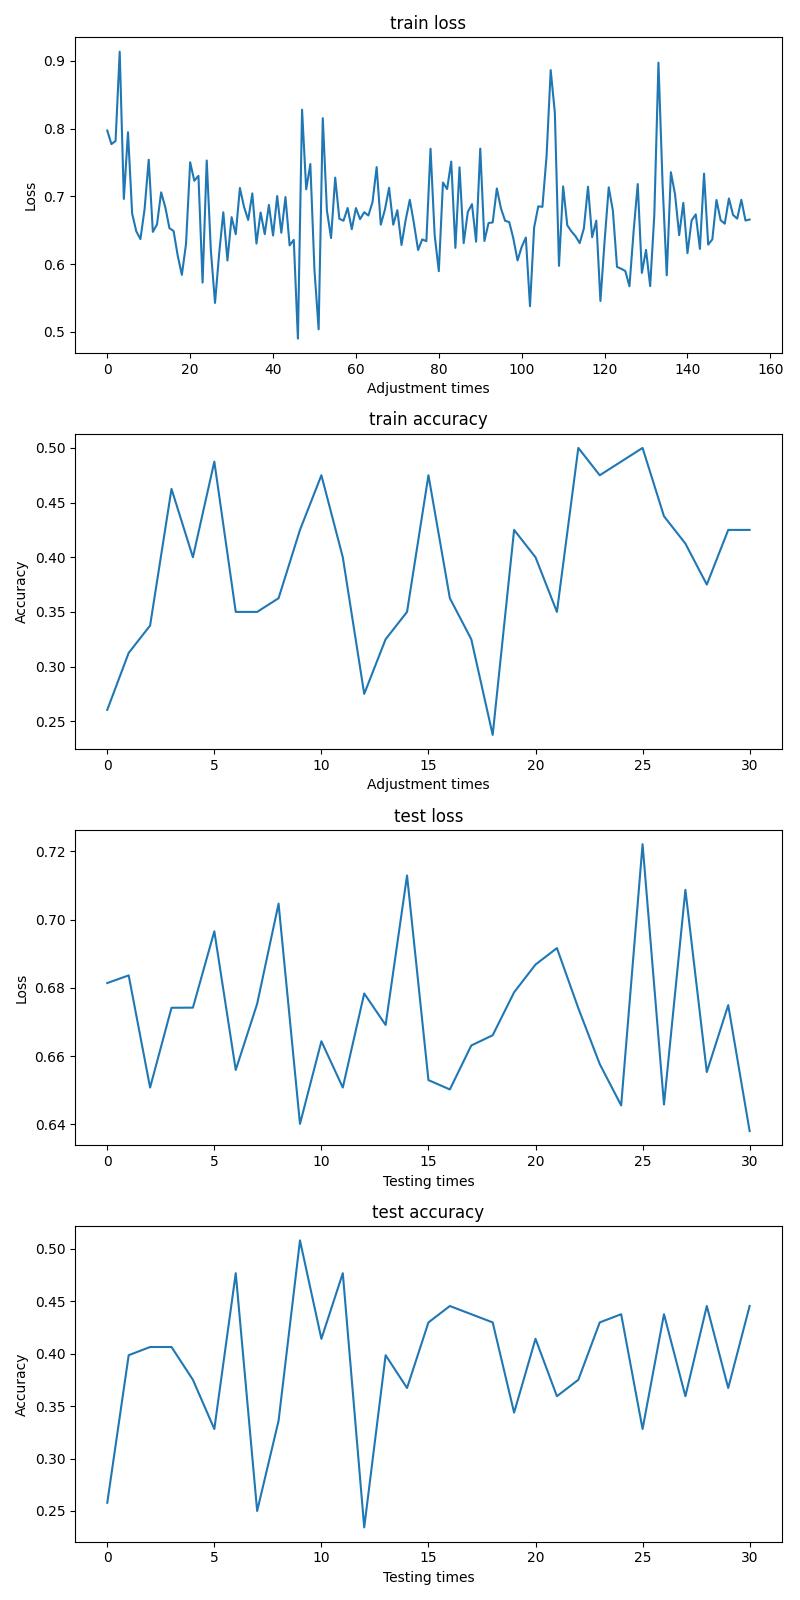 train loss
0.9
0.8
0.7
0.6
0.5
Loss
0 20 40 60 80 100 120 140 160
Adjustment times
train accuracy
0.50
0.45
0.40
0.35
0.30
0.25
Accuracy
0 5 10 15 20 25 30
Adjustment times
test loss
0.72
0.70
0.68
0.66
0.64
Loss
0 5 10 15 20 25 30
Testing times
test accuracy
0.50
0.45
0.40
0.35
0.30
0.25
Accuracy
0 5 10 15 20 25 30
Testing times